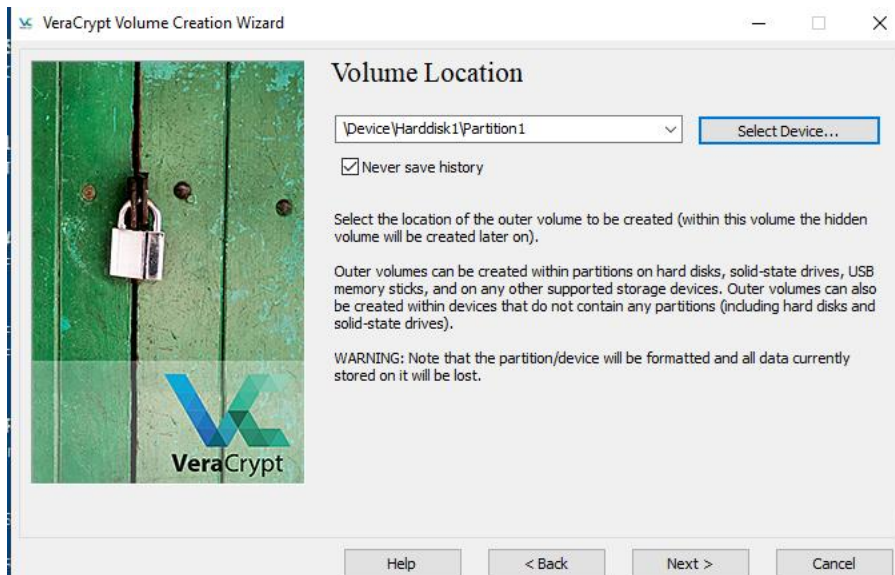 VeraCrypt Volume Creation Wizard
Volume Location
\Device\Harddisk1\Partition1
Select Device...
Never save history
Select the location of the outer volume to be created (within this volume the hidden
volume will be created later on).
Outer volumes can be created within partitions on hard disks, solid-state drives, USB
memory sticks, and on any other supported storage devices. Outer volumes can also
be created within devices that do not contain any partitions (including hard disks and
solid-state drives).
WARNING: Note that the partition/device will be formatted and all data currently
stored on it will be lost.
VeraCrypt
Help
< Back
Next >
Cancel